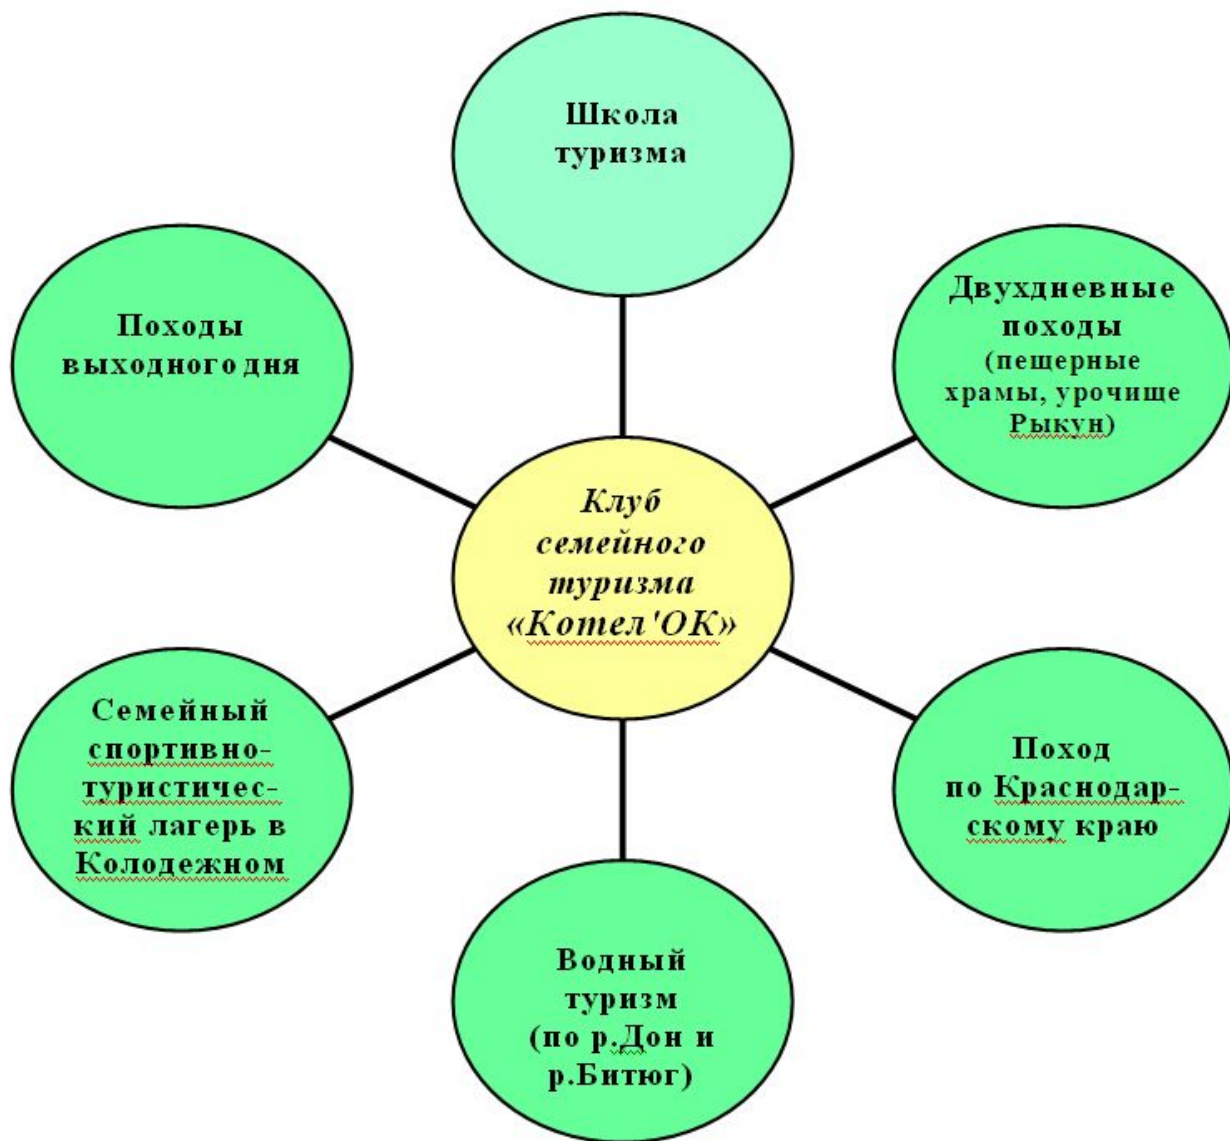 Школа
туризма
Походы
выходного дня
Двухдневные
походы
(пещерные
храмы, урочище
Рыкун)
Клуб
семейного
туризма
«Котел'ОК»
Семейный
спортивно-
туристичес-
кий лагерь в
Колодежном
Поход
по Краснодар-
скому краю
Водный
туризм
(по р.Дон и
р.Битюг)